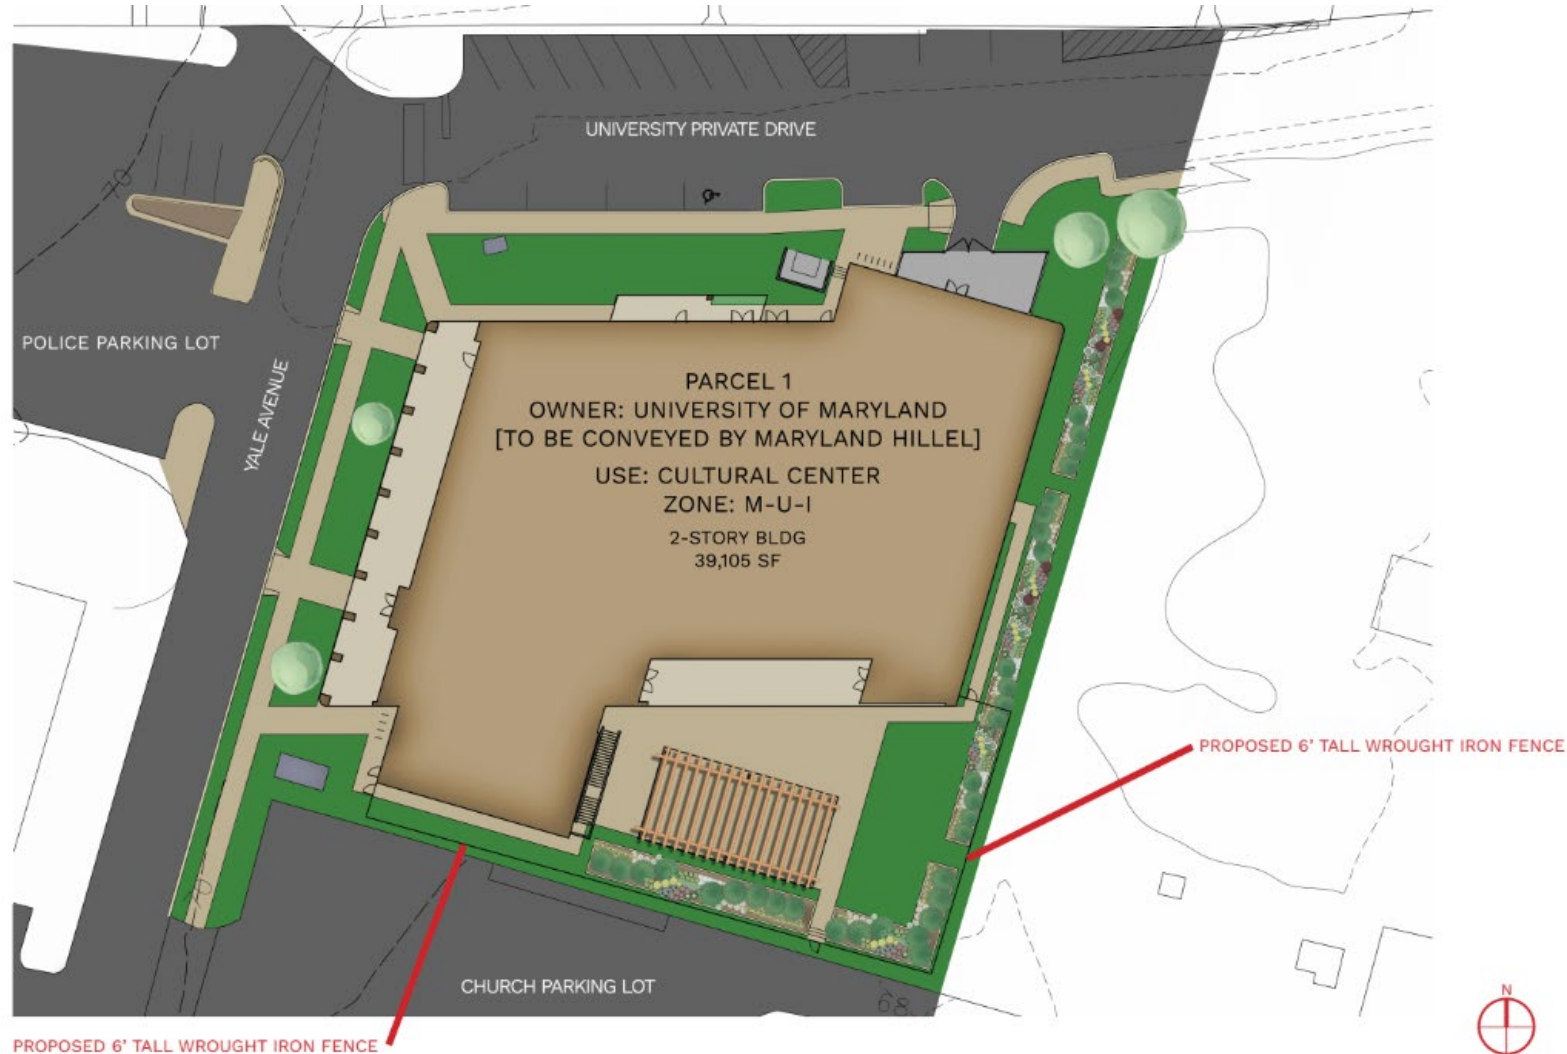 UNIVERSITY PRIVATE DRIVE
POLICE PARKING LOT
YALE AVENUE
PARCEL 1
OWNER: UNIVERSITY OF MARYLAND
[TO BE CONVEYED BY MARYLAND HILLEL]
USE: CULTURAL CENTER
ZONE: M-U-I
2-STORY BLDG
39,105 SF
PROPOSED 6' TALL WROUGHT IRON FENCE
CHURCH PARKING LOT
68
N
PROPOSED 6' TALL WROUGHT IRON FENCE